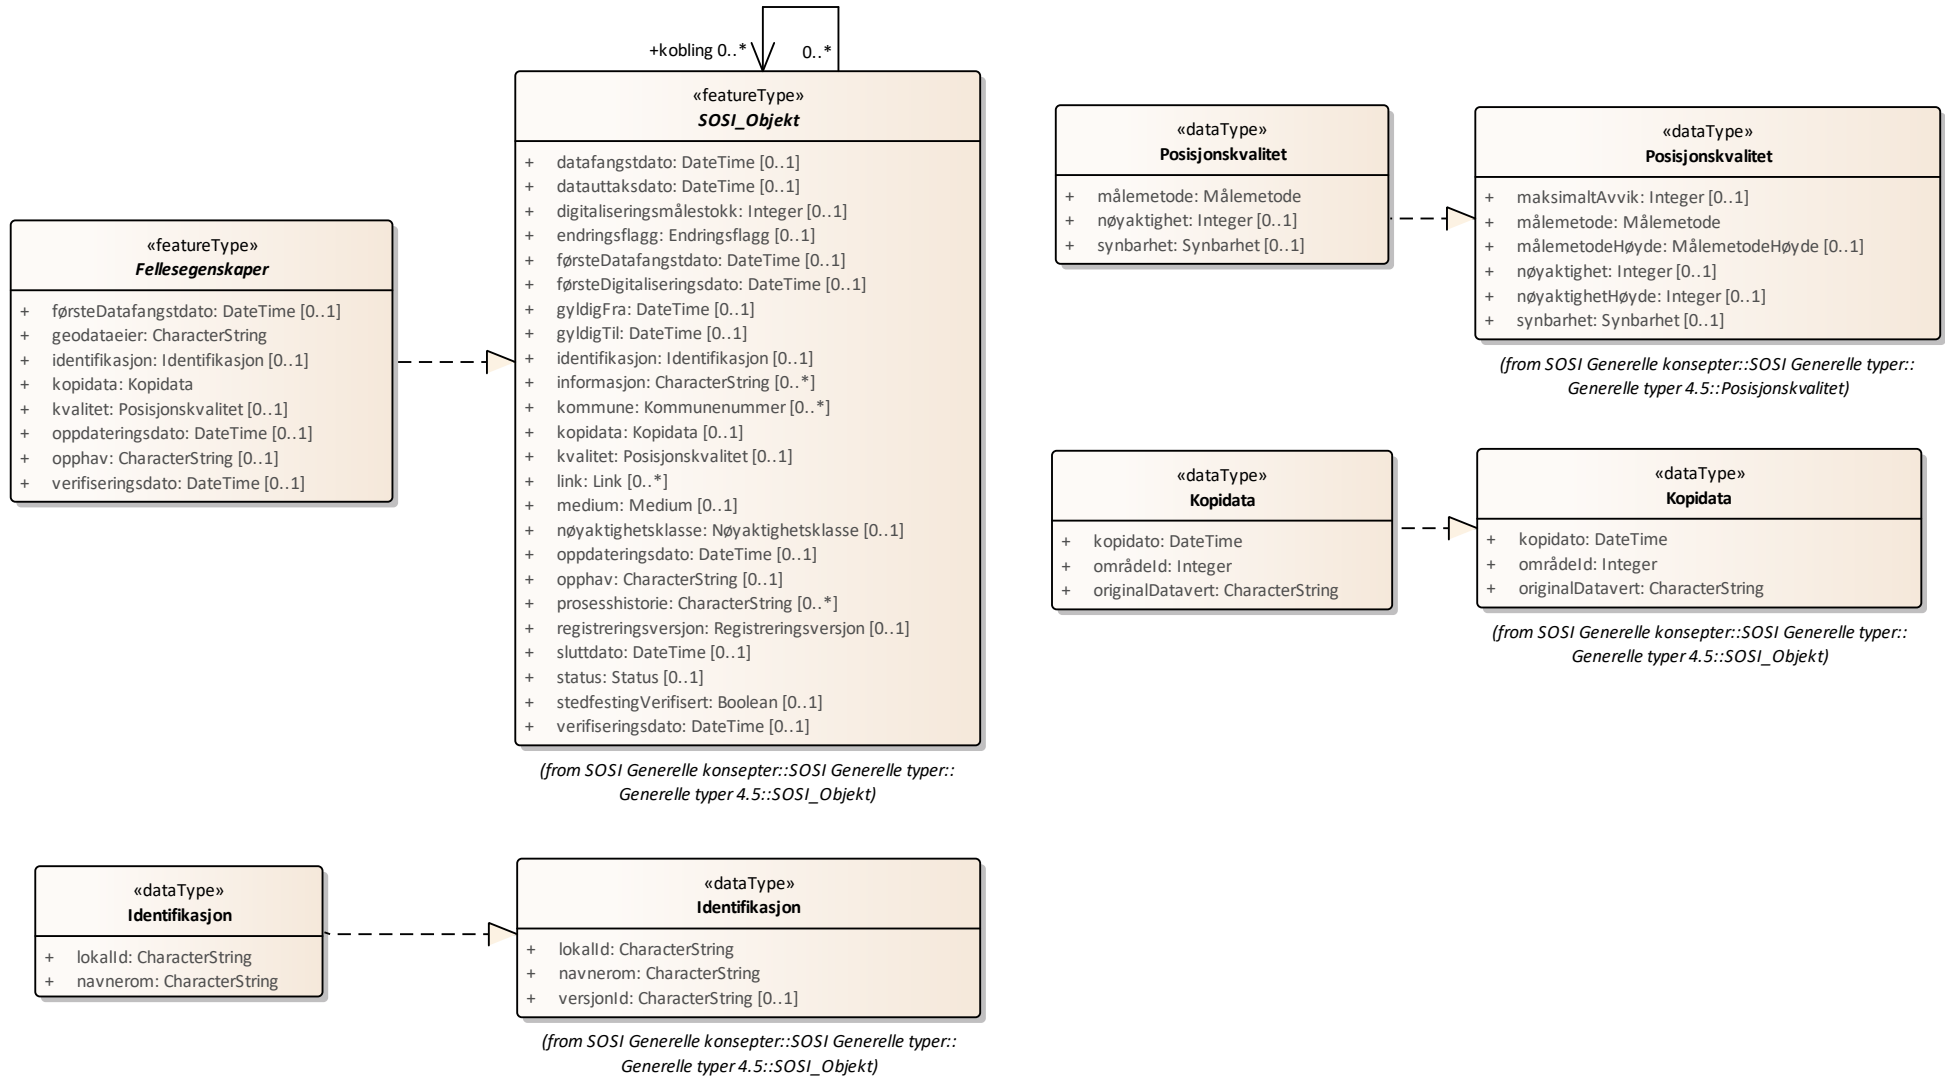 +kobling 0..*
0..*
«featureType»
SOSI_Objekt
+ datafangstdato: DateTime [0..1]
+ datauttaksdato: DateTime [0..1]
+ digitaliseringsmålestokk: Integer [0..1]
+ endringsflagg: Endringsflagg [0..1]
+ førsteDatafangstdato: DateTime [0..1]
+ førsteDigitaliseringsdato: DateTime [0..1]
+ gyldigFra: DateTime [0..1]
+ gyldigTil: DateTime [0..1]
+ identifikasjon: Identifikasjon [0..1]
+ informasjon: CharacterString [0..*]
+ kommune: Kommunenummer [0..*]
+ kopidata: Kopidata [0..1]
+ kvalitet: Posisjonskvalitet [0..1]
+ link: Link [0..*]
+ medium: Medium [0..1]
+ nøyaktighetsklasse: Nøyaktighetsklasse [0..1]
+ oppdateringsdato: DateTime [0..1]
+ opphav: CharacterString [0..1]
+ prosesshistorie: CharacterString [0..*]
+ registreringsversjon: Registreringsversjon [0..1]
+ sluttdato: DateTime [0..1]
+ status: Status [0..1]
+ stedfestingVerifisert: Boolean [0..1]
+ verifiseringsdato: DateTime [0..1]
(from SOSI Generelle konsepter::SOSI Generelle typer::
Generelle typer 4.5::SOSI_Objekt)
«featureType»
Fellesegenskaper
+ førsteDatafangstdato: DateTime [0..1]
+ geodataeier: CharacterString
+ identifikasjon: Identifikasjon [0..1]
+ kopidata: Kopidata
+ kvalitet: Posisjonskvalitet [0..1]
+ oppdateringsdato: DateTime [0..1]
+ opphav: CharacterString [0..1]
+ verifiseringsdato: DateTime [0..1]
«dataType»
Posisjonskvalitet
+ målemetode: Målemetode
+ nøyaktighet: Integer [0..1]
+ synbarhet: Synbarhet [0..1]
«dataType»
Posisjonskvalitet
+ maksimaltAvvik: Integer [0..1]
+ målemetode: Målemetode
+ målemetodeHøyde: MålemetodeHøyde [0..1]
+ nøyaktighet: Integer [0..1]
+ nøyaktighetHøyde: Integer [0..1]
+ synbarhet: Synbarhet [0..1]
(from SOSI Generelle konsepter::SOSI Generelle typer::
Generelle typer 4.5::Posisjonskvalitet)
«dataType»
Kopidata
+ kopidato: DateTime
+ områdeId: Integer
+ originalDatavert: CharacterString
«dataType»
Kopidata
+ kopidato: DateTime
+ områdeId: Integer
+ originalDatavert: CharacterString
(from SOSI Generelle konsepter::SOSI Generelle typer::
Generelle typer 4.5::SOSI_Objekt)
«dataType»
Identifikasjon
+ lokalId: CharacterString
+ navnerom: CharacterString
«dataType»
Identifikasjon
+ lokalId: CharacterString
+ navnerom: CharacterString
+ versjonId: CharacterString [0..1]
(from SOSI Generelle konsepter::SOSI Generelle typer::
Generelle typer 4.5::SOSI_Objekt)